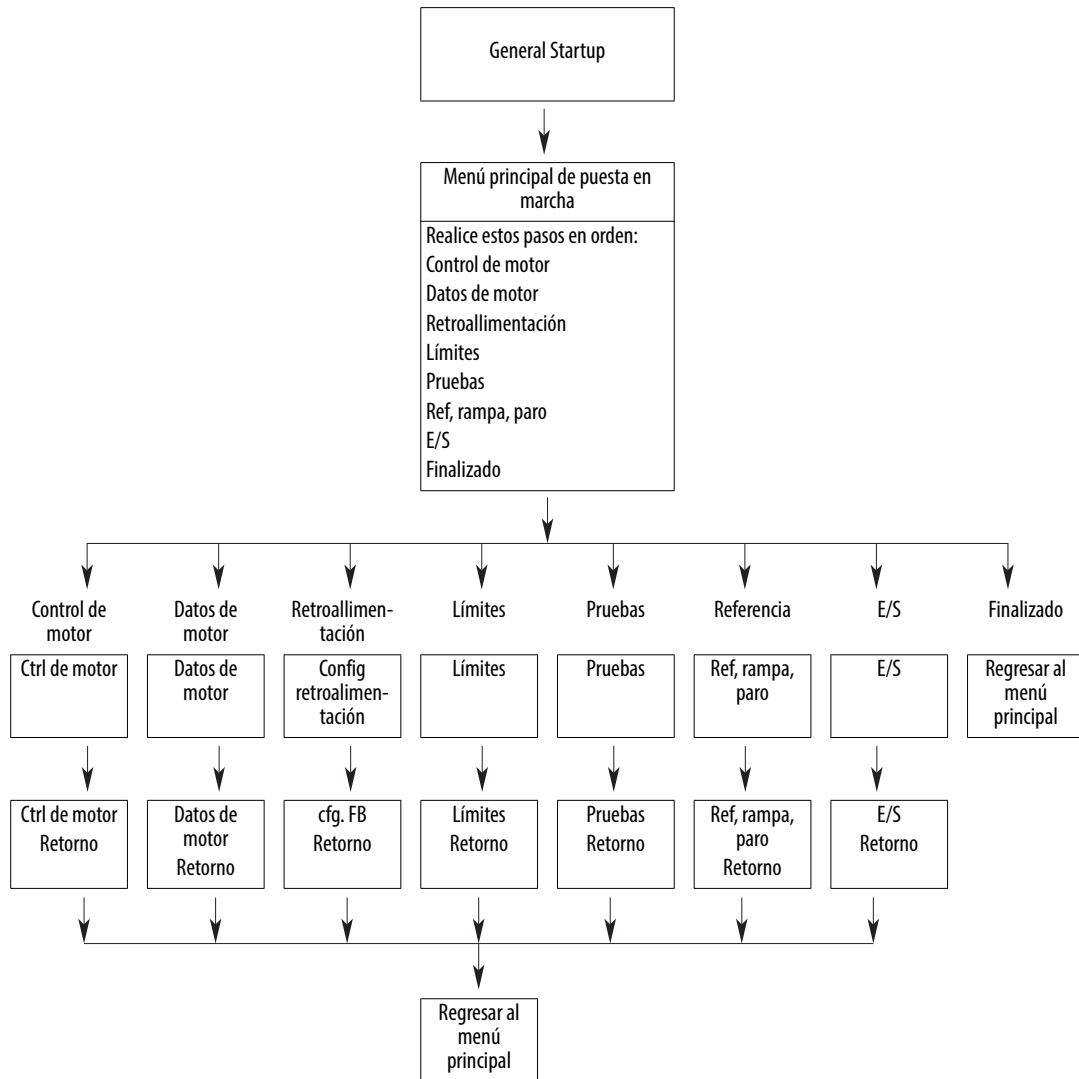 General Startup
Menú principal de puesta en
marcha
Realice estos pasos en orden:
Control de motor
Datos de motor
Retroallimentación
Límites
Pruebas
Ref, rampa, paro
E/S
Finalizado
Control de
motor
Datos de
motor
Retroallimen-
tación
Límites
Pruebas
Referencia
E/S
Finalizado
Ctrl de motor
Datos de
motor
Config
retroalimen-
tación
Límites
Pruebas
Ref, rampa,
paro
E/S
Regresar al
menú
principal
Ctrl de motor
Retorno
Datos de
motor
Retorno
cfg. FB
Retorno
Límites
Retorno
Pruebas
Retorno
Ref, rampa,
paro
Retorno
E/S
Retorno
Regresar al
menú
principal